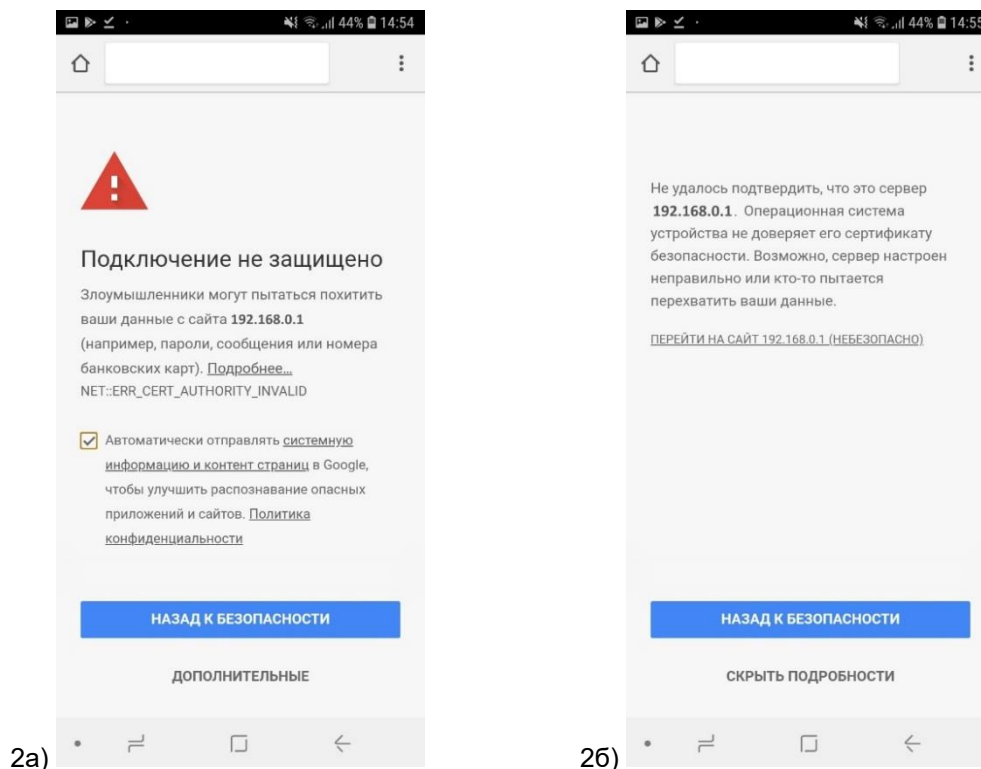 44% 14:54
Подключение не защищено
Злоумышленники могут пытаться похитить
ваши данные с сайта 192.168.0.1
(например, пароли, сообщения или номера
банковских карт). Подробнее...
NET::ERR_CERT_AUTHORITY_INVALID
Автоматически отправлять системную
информацию и контент страниц в Google,
чтобы улучшить распознавание опасных
приложений и сайтов. Политика
конфиденциальности
НАЗАД К БЕЗОПАСНОСТИ
ДОПОЛНИТЕЛЬНЫЕ
2а)
44% 14:55
Не удалось подтвердить, что это сервер
192.168.0.1. Операционная система
устройства не доверяет его сертификату
безопасности. Возможно, сервер настроен
неправильно или кто-то пытается
перехватить ваши данные.
ПЕРЕЙТИ НА САЙТ 192.168.0.1 (НЕБЕЗОПАСНО)
НАЗАД К БЕЗОПАСНОСТИ
СКРЫТЬ ПОДРОБНОСТИ
2б)